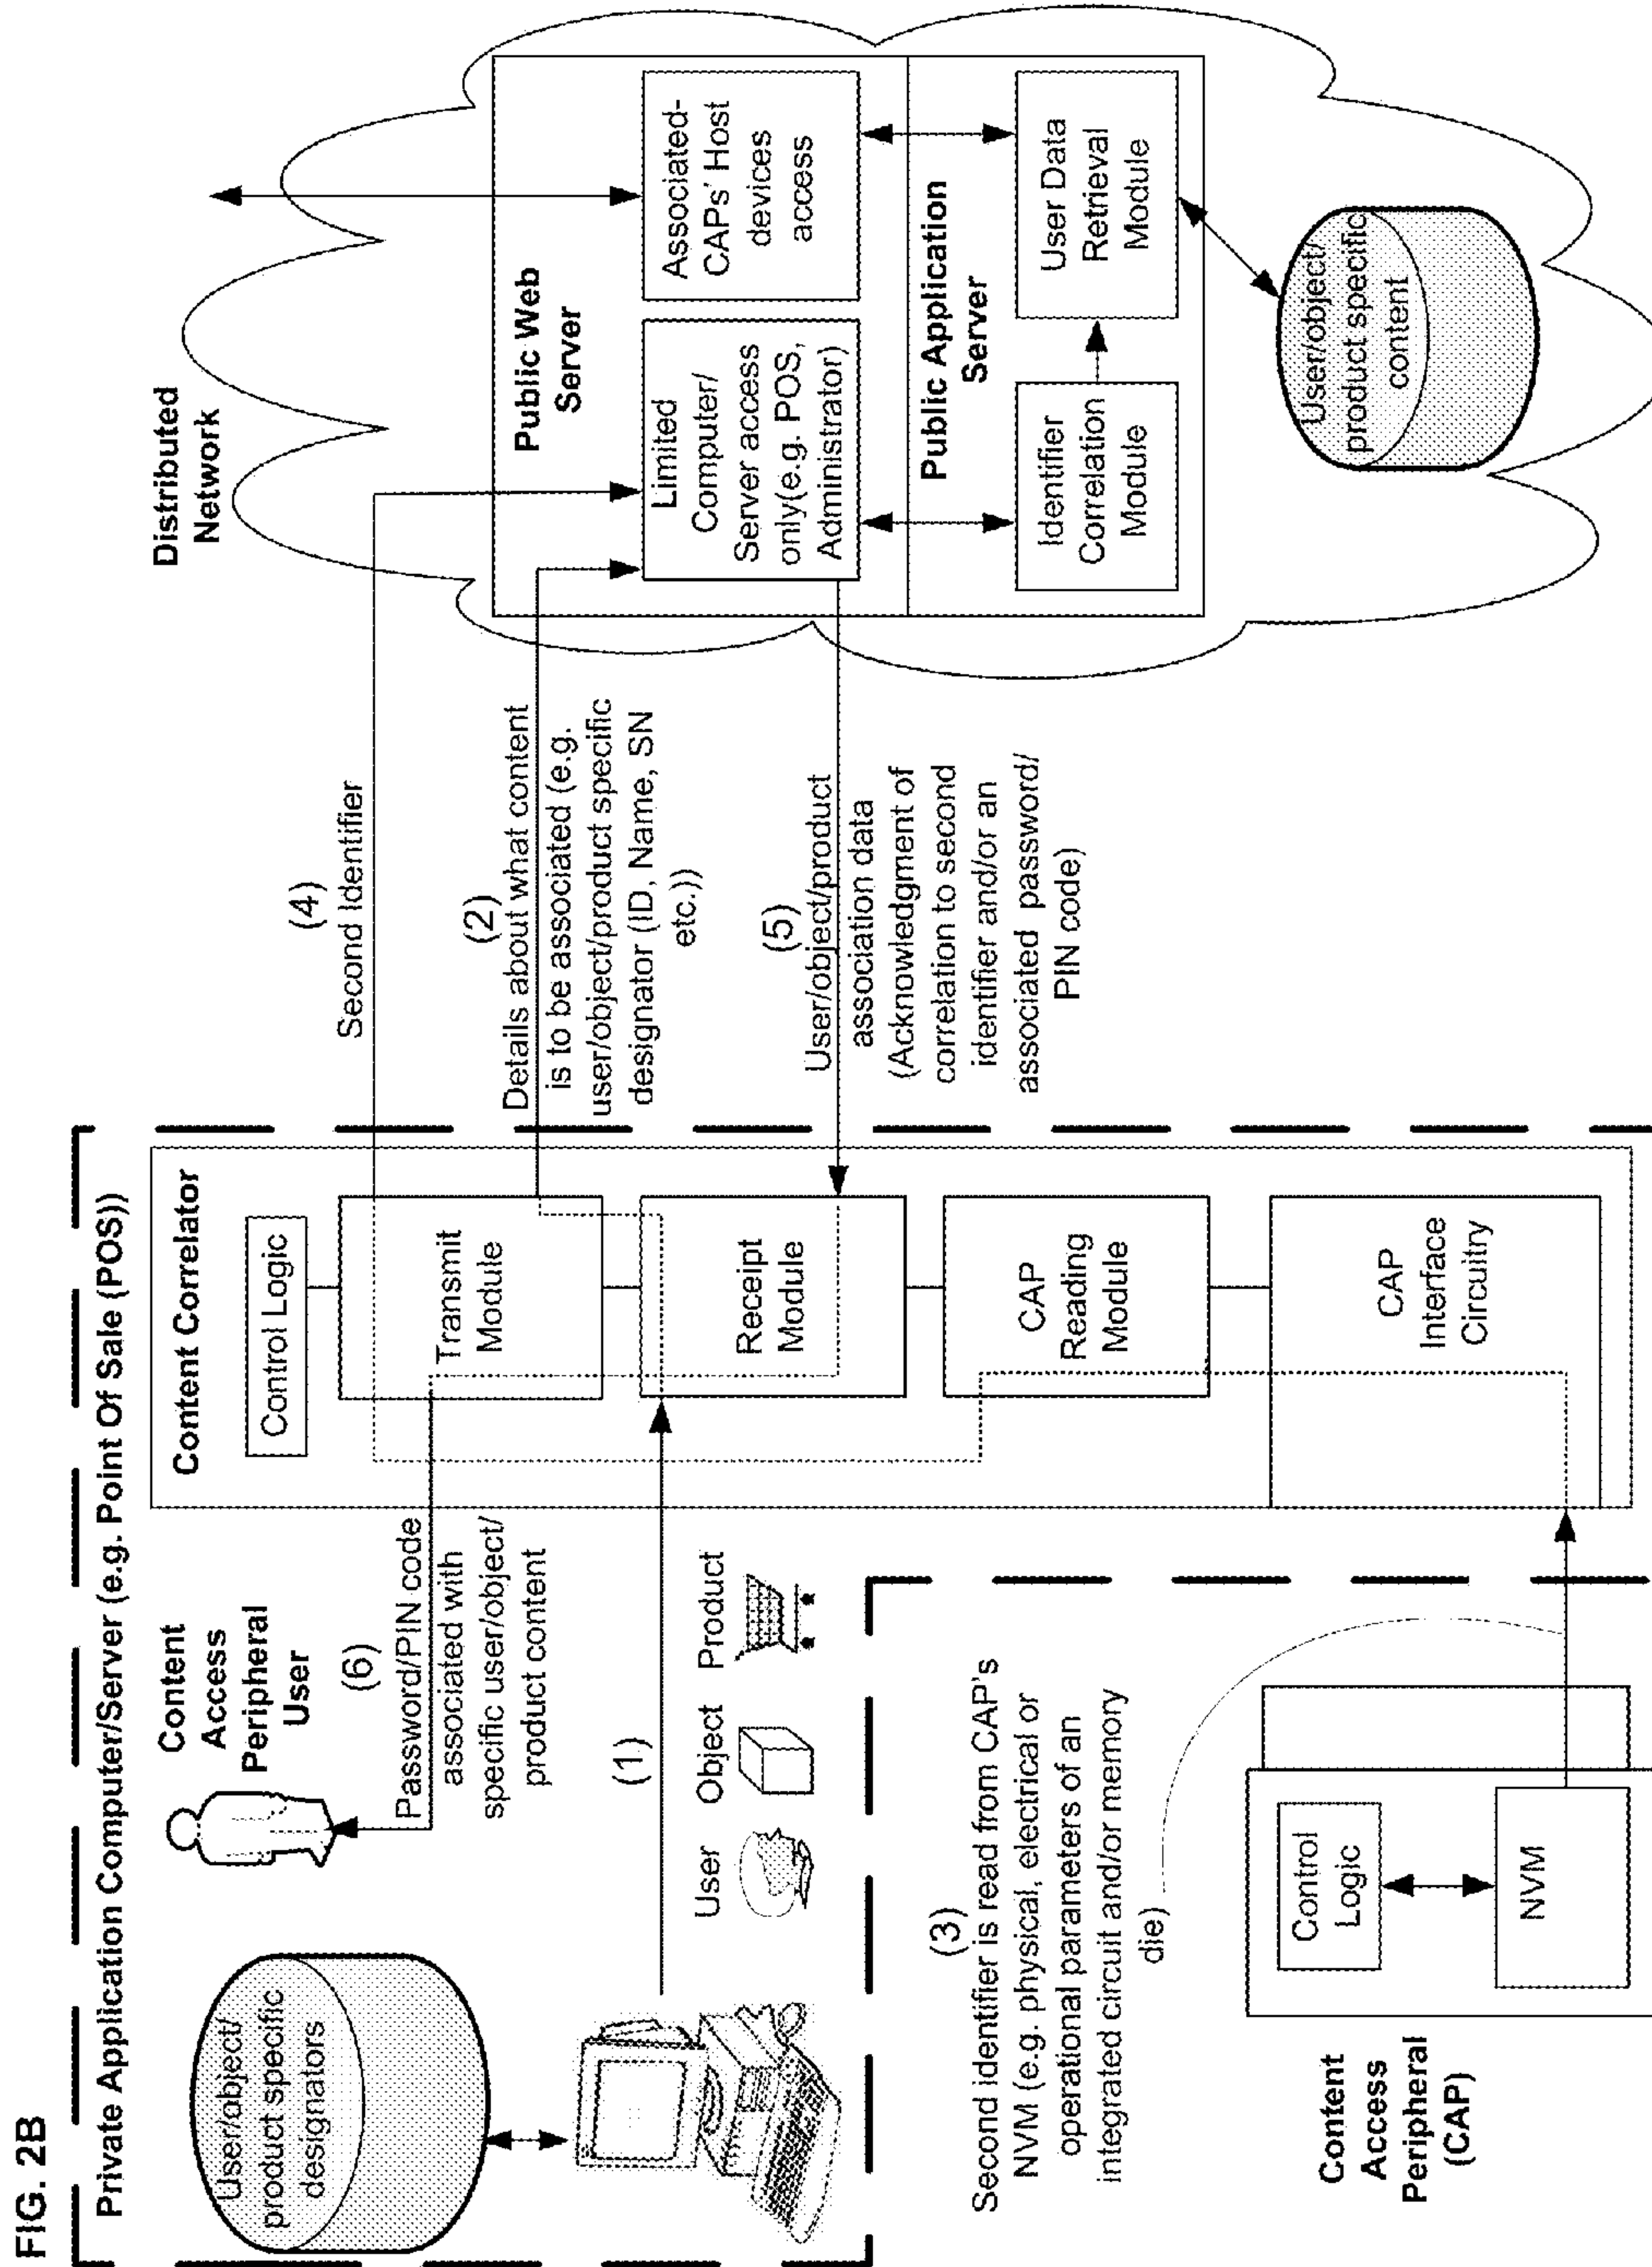 FIG. 2B
Private Application Computer/Server (e.g. Point Of Sale (POS))
User/object/
product specific
designators
Content
Access
Peripheral
User
(6)
Password/PIN code
associated with
specific user/object/
product content
(1)
User
Object
Product
Content Correlator
Control Logic
Transmit
Module
Receipt
Module
CAP
Reading
Module
CAP
Interface
Circuitry
(3)
Second identifier is read from CAP's
NVM (e.g. physical, electrical or
operational parameters of an
integrated circuit and/or memory
die)
Content
Access
Peripheral
(CAP)
Control
Logic
NVM
(4)
Second Identifier
(2)
Details about what content
is to be associated (e.g.
user/object/product specific
designator (ID, Name, SN
etc.))
(5)
User/object/product
association data
(Acknowledgment of
correlation to second
identifier and/or an
associated password/
PIN code)
Distributed
Network
Public Web
Server
Limited
Computer/
Server access
only(e.g. POS,
Administrator)
Associated-
CAPs' Host
devices
access
Public Application
Server
Identifier
Correlation
Module
User Data
Retrieval
Module
User/object/
product specific
content